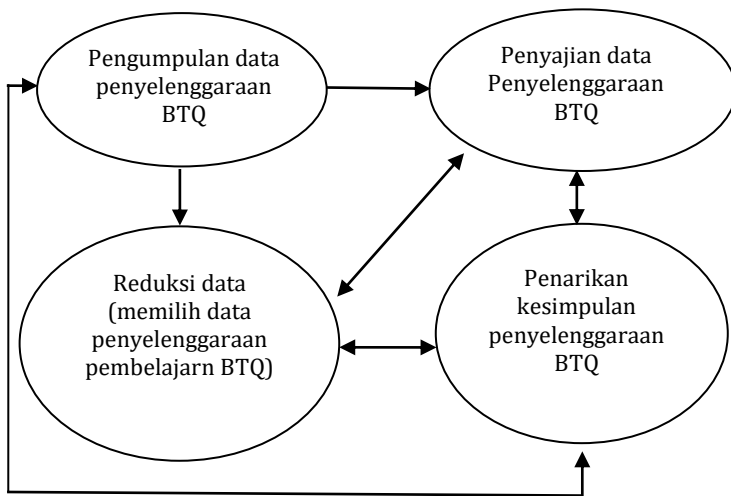 Pengumpulan data
penyelenggaraan
BTQ
Penyajian data
Penyelenggaraan
BTQ
Reduksi data
(memilih data
penyelenggaraan
pembelajarn BTQ)
Penarikan
kesimpulan
penyelenggaraan
BTQ